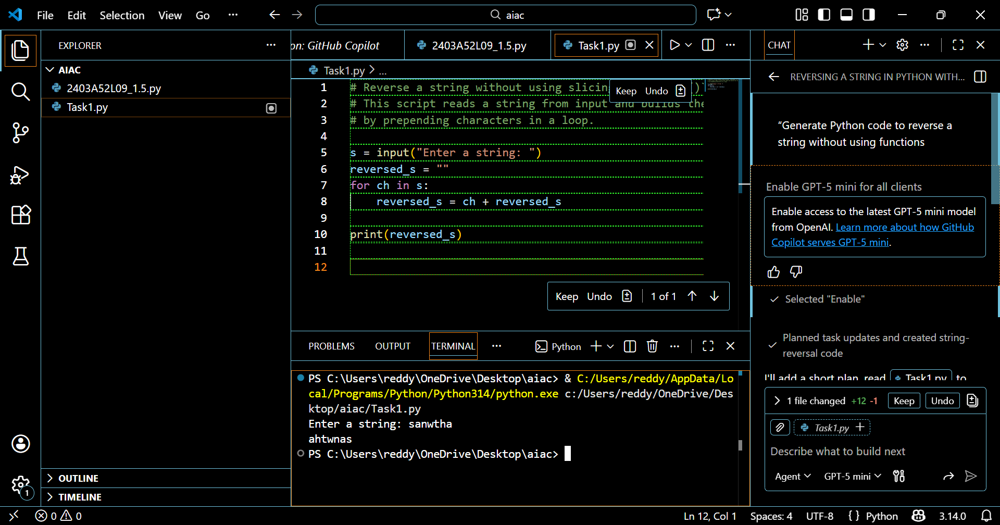 File Edit Selection View Go ...
aiac
EXPLORER
AIAC
2403A52L09_1.5.py
Task1.py
OUTLINE
TIMELINE
on: GitHub Copilot
2403A52L09_1.5.py
Task1.py
Task1.py > ...
1 # Reverse a string without using slicin
Keep Undo
2 # This script reads a string from input and builds the
3 # by prepending characters in a loop.
4
5 s = input("Enter a string: ")
6 reversed_s = ""
7 for ch in s:
8 reversed_s = ch + reversed_s
9
10 print(reversed_s)
11
12
Keep Undo 1 of 1
PROBLEMS OUTPUT TERMINAL ... Python
PS C:\Users\reddy\OneDrive\Desktop\aiac> & C:/Users/reddy/AppData/Lo
cal/Programs/Python/Python314/python.exe c:/Users/reddy/OneDrive/Des
ktop/aiac/Task1.py
Enter a string: sanwtha
ahtwnas
PS C:\Users\reddy\OneDrive\Desktop\aiac>
CHAT
REVERSING A STRING IN PYTHON WITH...
“Generate Python code to reverse a
string without using functions
Enable GPT-5 mini for all clients
Enable access to the latest GPT-5 mini model
from OpenAI. Learn more about how GitHub
Copilot serves GPT-5 mini.
Selected "Enable"
Planned task updates and created string-
reversal code
I'll add a short plan, read Task1.py to
1 file changed +12 -1 Keep Undo
Task1.py
Describe what to build next
Agent GPT-5 mini
1
0 0
Ln 12, Col 1 Spaces: 4 UTF-8 {} Python 3.14.0